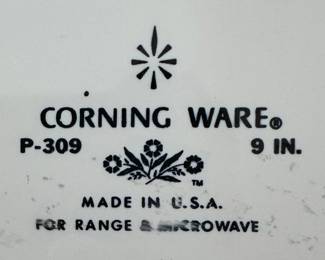 CORNING WARE®
P-309 9 IN.
™
MADE IN U.S.A.
FOR RANGE & MICROWAVE